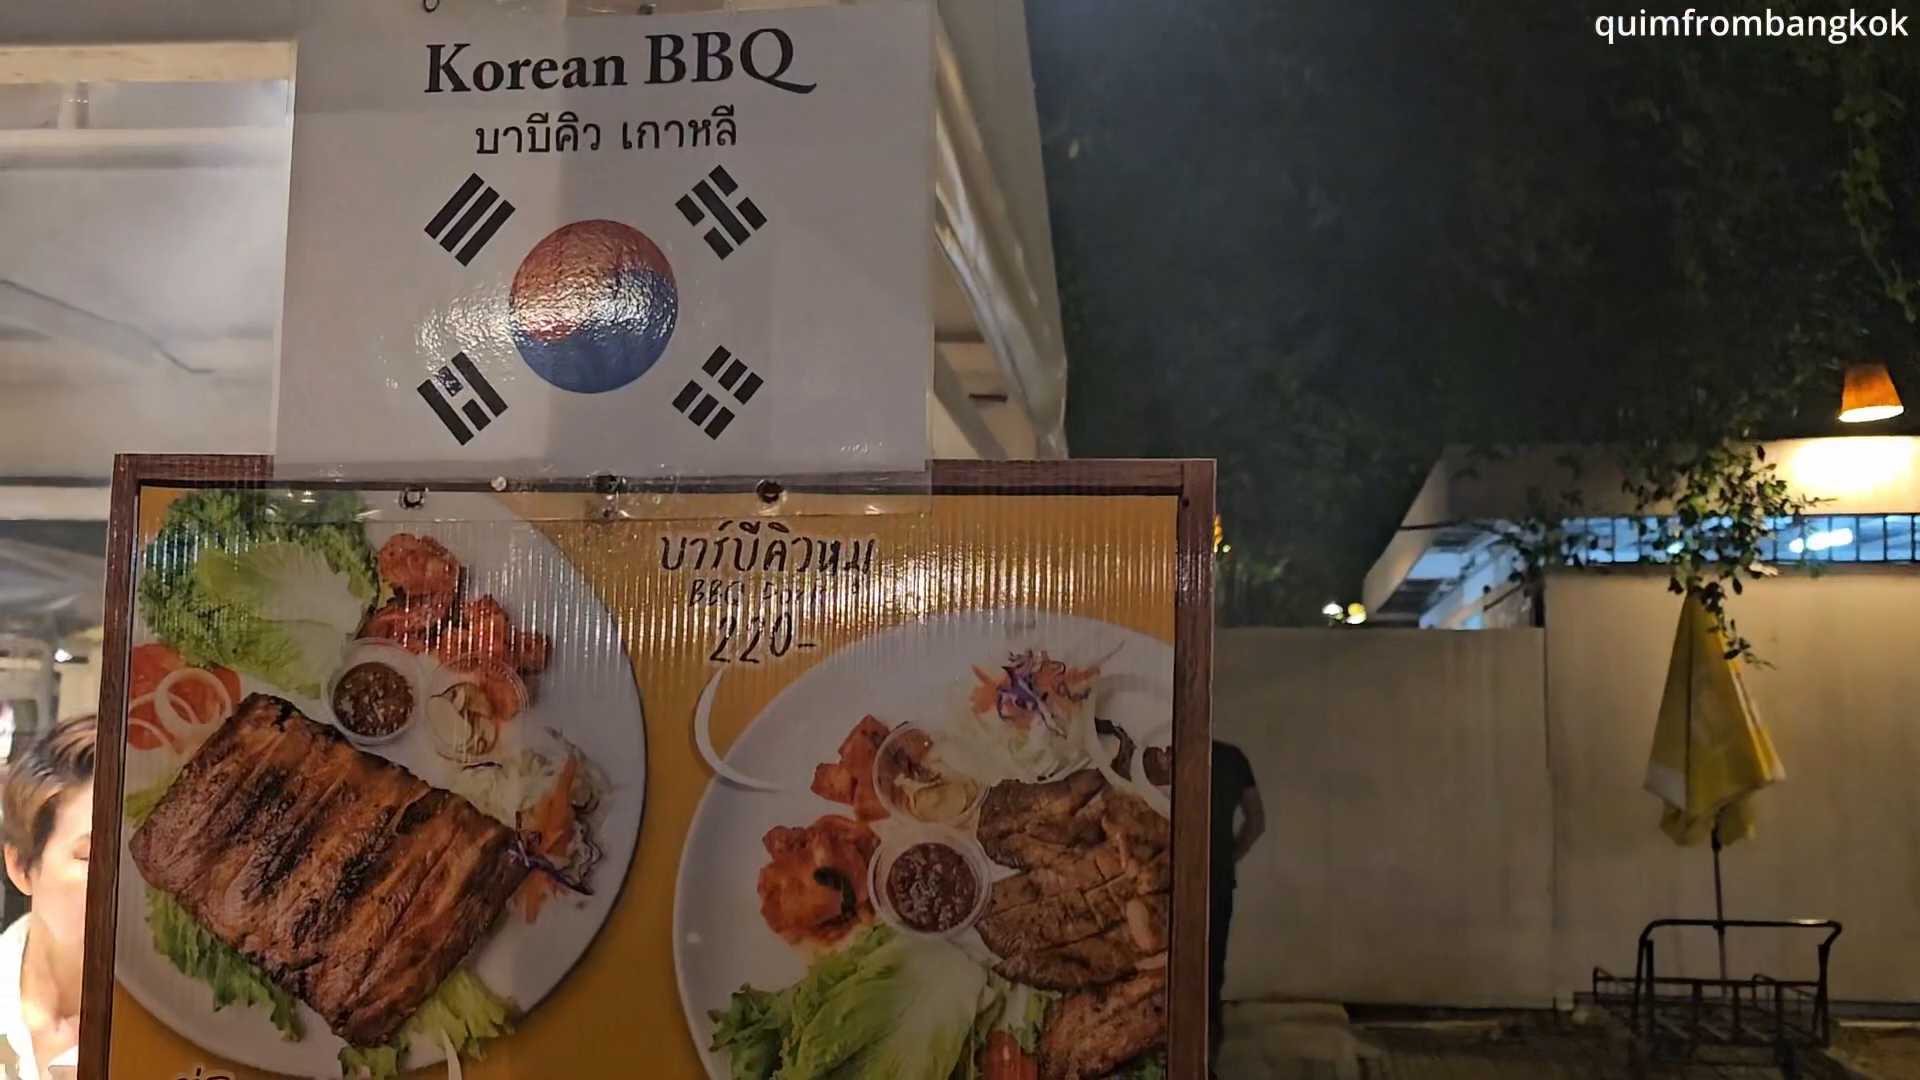 quimfrombangkok
Korean BBQ
บาบีคิว เกาหลี
บาร์บีคิวหมู
BBQ Pork
220-